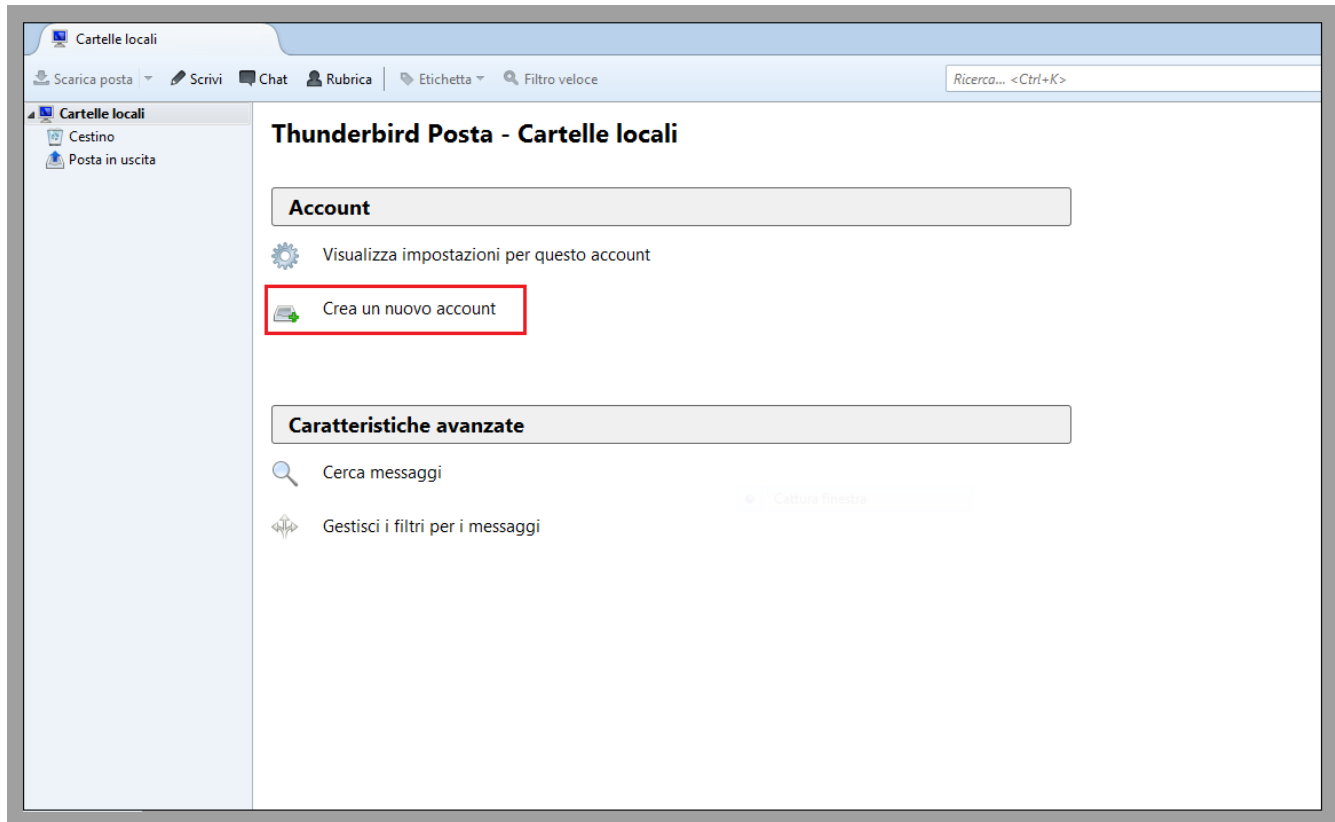 Cartelle locali
Scarica posta Scrivi Chat Rubrica Etichetta Filtro veloce Ricerca... <Ctrl+K>
Cartelle locali
Cestino
Posta in uscita
Thunderbird Posta - Cartelle locali
Account
Visualizza impostazioni per questo account
Crea un nuovo account
Caratteristiche avanzate
Cerca messaggi
Cattura finestra
Gestisci i filtri per i messaggi